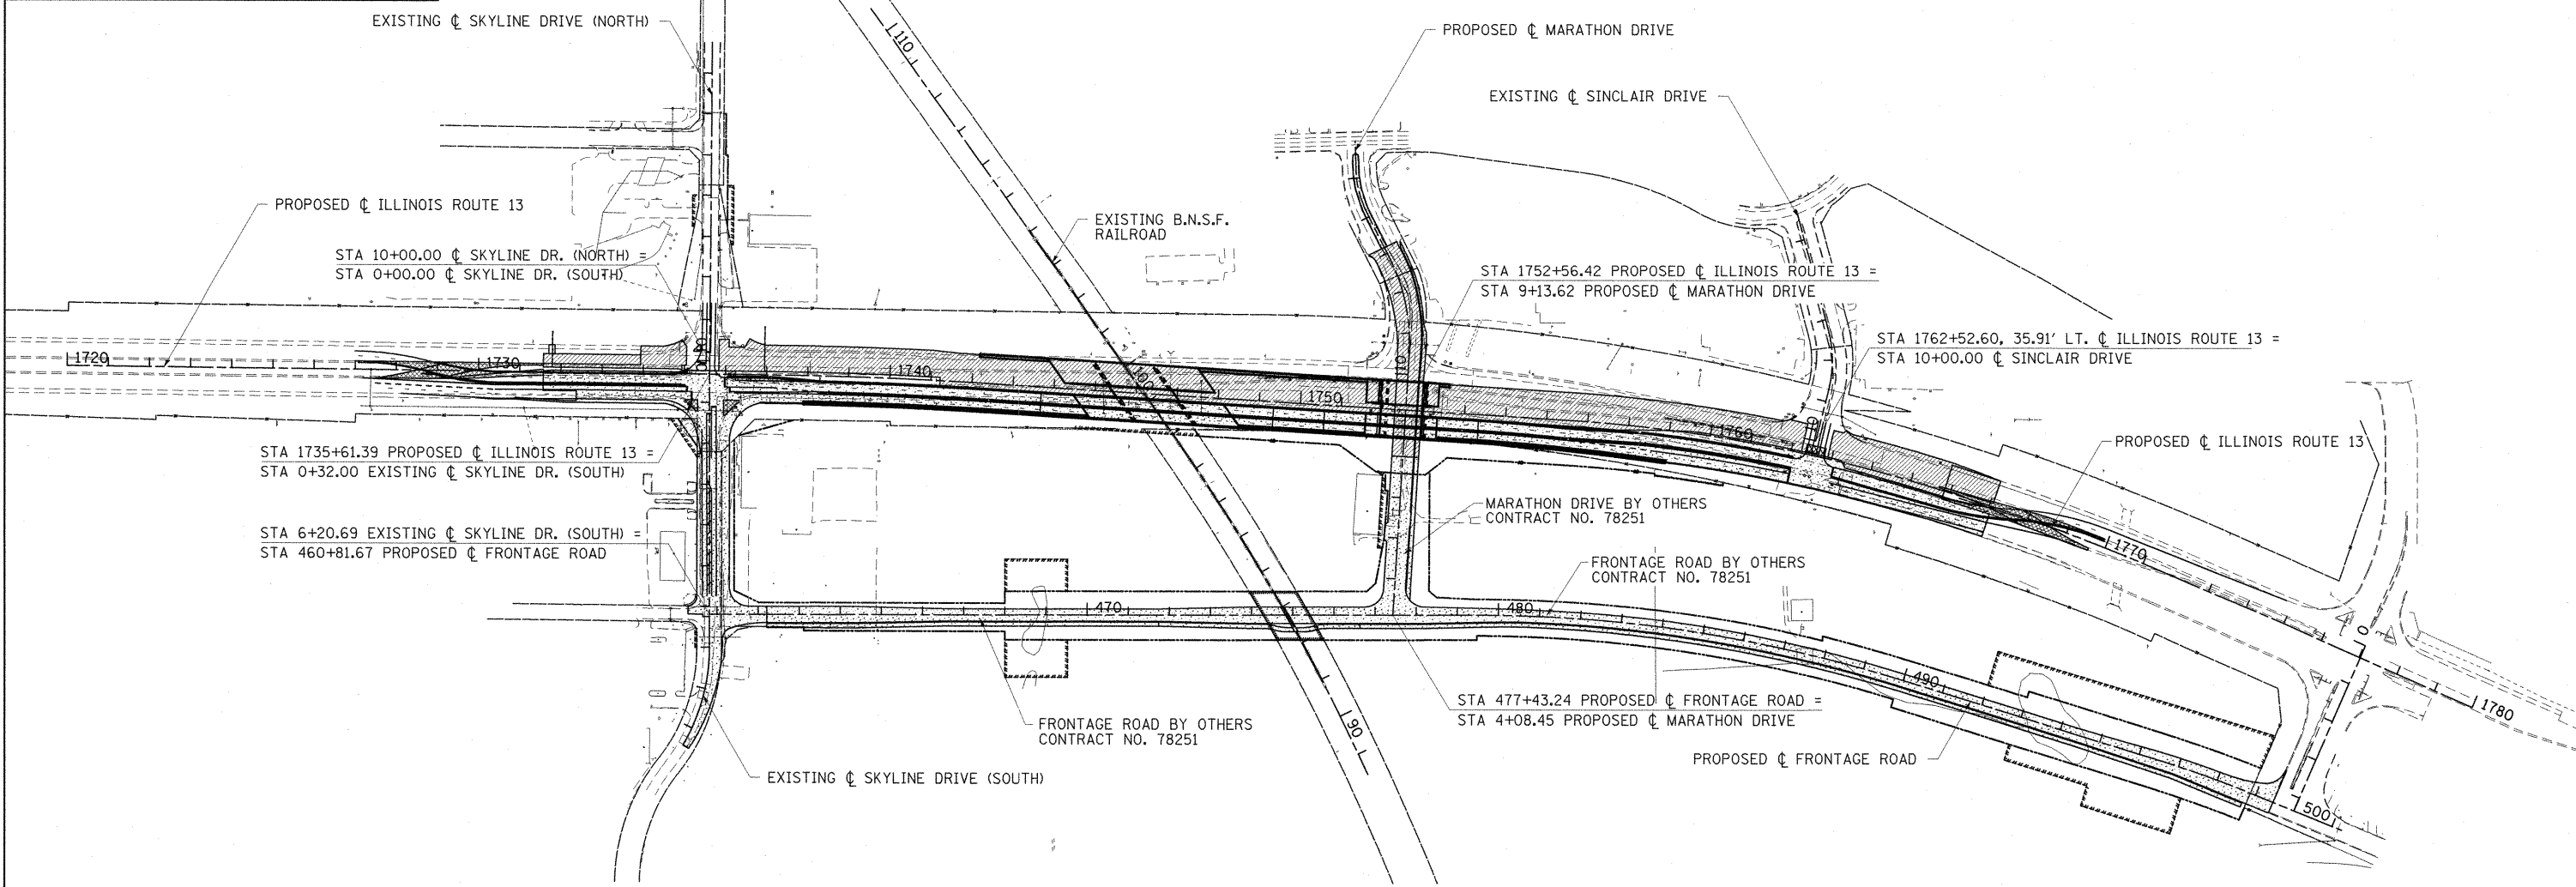 EXISTING ℄ SKYLINE DRIVE (NORTH)
110
PROPOSED ℄ MARATHON DRIVE
EXISTING ℄ SINCLAIR DRIVE
PROPOSED ℄ ILLINOIS ROUTE 13
EXISTING B.N.S.F.
RAILROAD
STA 10+00.00 ℄ SKYLINE DR. (NORTH) =
STA 0+00.00 ℄ SKYLINE DR. (SOUTH)
STA 1752+56.42 PROPOSED ℄ ILLINOIS ROUTE 13 =
STA 9+13.62 PROPOSED ℄ MARATHON DRIVE
STA 1762+52.60, 35.91' LT. ℄ ILLINOIS ROUTE 13 =
STA 10+00.00 ℄ SINCLAIR DRIVE
1720
1730
1740
1750
10
1760
PROPOSED ℄ ILLINOIS ROUTE 13
STA 1735+61.39 PROPOSED ℄ ILLINOIS ROUTE 13 =
STA 0+32.00 EXISTING ℄ SKYLINE DR. (SOUTH)
MARATHON DRIVE BY OTHERS
CONTRACT NO. 78251
STA 6+20.69 EXISTING ℄ SKYLINE DR. (SOUTH) =
STA 460+81.67 PROPOSED ℄ FRONTAGE ROAD
1770
FRONTAGE ROAD BY OTHERS
CONTRACT NO. 78251
470
480
0
490
STA 477+43.24 PROPOSED ℄ FRONTAGE ROAD =
STA 4+08.45 PROPOSED ℄ MARATHON DRIVE
1780
90
FRONTAGE ROAD BY OTHERS
CONTRACT NO. 78251
PROPOSED ℄ FRONTAGE ROAD
EXISTING ℄ SKYLINE DRIVE (SOUTH)
500